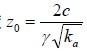 z₀ = 2c / (γ√kₐ)